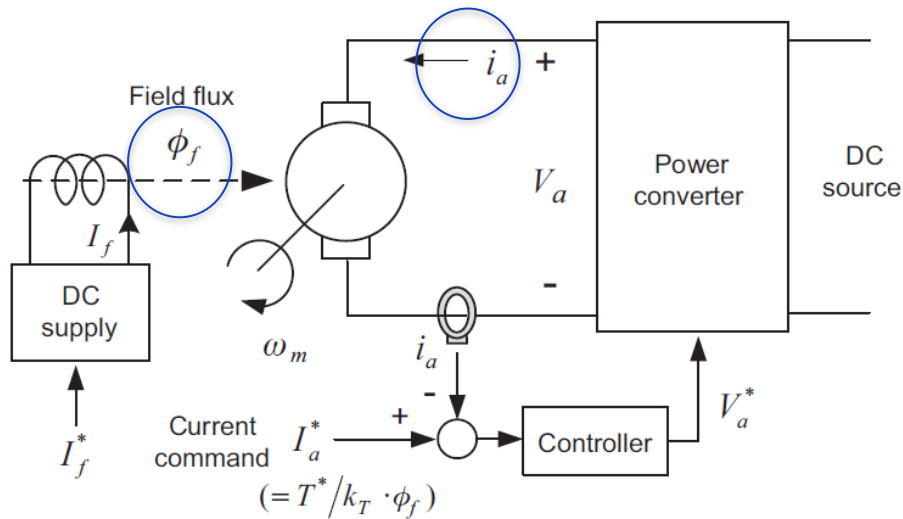 i_a
+
Field flux
ϕ_f
Power
converter
DC
source
V_a
I_f
DC
supply
-
ω_m
i_a
-
+
V_a^*
I_f^*
Current
command
I_a^*
Controller
(= T^*/k_T · ϕ_f)